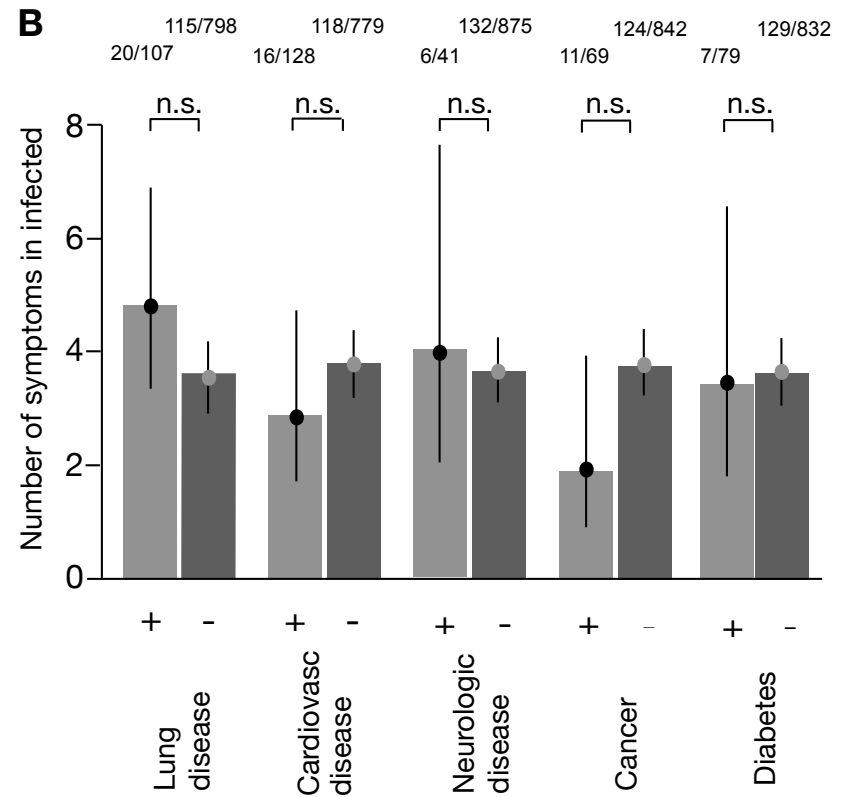 B
115/798 118/779 132/875 124/842 129/832
20/107 16/128 6/41 11/69 7/79
n.s. n.s. n.s. n.s. n.s.
Number of symptoms in infected
8
6
4
2
0
+ - + - + - + - + -
Lung
disease
Cardiovasc
disease
Neurologic
disease
Cancer
Diabetes